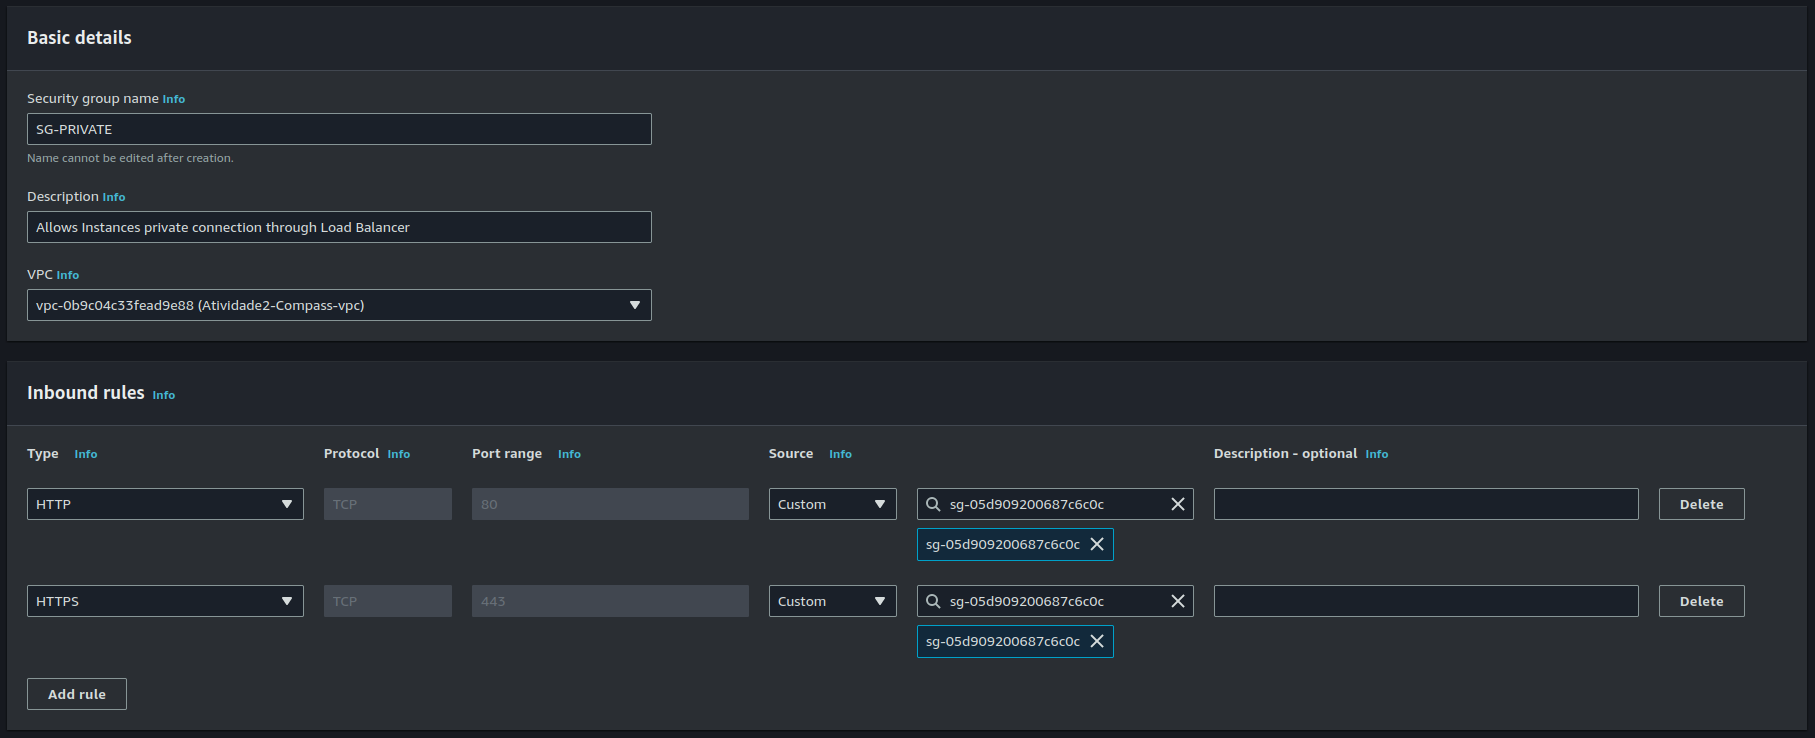 Basic details
Security group name Info
SG-PRIVATE
Name cannot be edited after creation.
Description Info
Allows Instances private connection through Load Balancer
VPC Info
vpc-0b9c04c33fead9e88 (Atividade2-Compass-vpc)
Inbound rules Info
Type Info Protocol Info Port range Info Source Info Description - optional Info
HTTP TCP 80 Custom sg-05d909200687c6c0c Delete
sg-05d909200687c6c0c
HTTPS TCP 443 Custom sg-05d909200687c6c0c Delete
sg-05d909200687c6c0c
Add rule